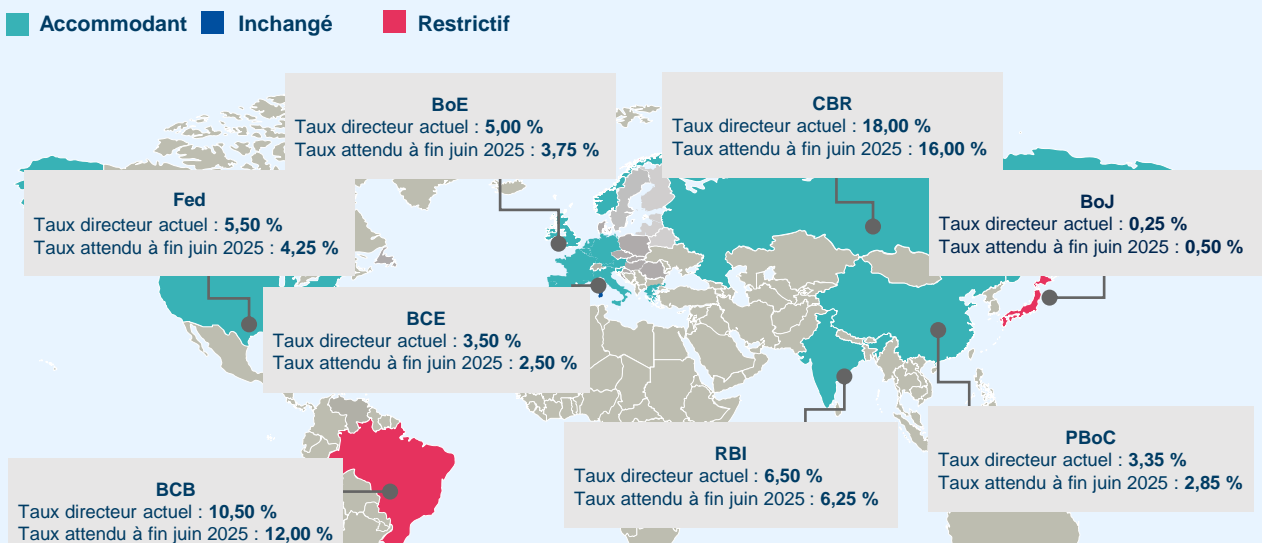 Accommodant Inchangé Restrictif
BoE
Taux directeur actuel : 5,00 %
Taux attendu à fin juin 2025 : 3,75 %
CBR
Taux directeur actuel : 18,00 %
Taux attendu à fin juin 2025 : 16,00 %
Fed
Taux directeur actuel : 5,50 %
Taux attendu à fin juin 2025 : 4,25 %
BoJ
Taux directeur actuel : 0,25 %
Taux attendu à fin juin 2025 : 0,50 %
BCE
Taux directeur actuel : 3,50 %
Taux attendu à fin juin 2025 : 2,50 %
RBI
Taux directeur actuel : 6,50 %
Taux attendu à fin juin 2025 : 6,25 %
PBoC
Taux directeur actuel : 3,35 %
Taux attendu à fin juin 2025 : 2,85 %
BCB
Taux directeur actuel : 10,50 %
Taux attendu à fin juin 2025 : 12,00 %